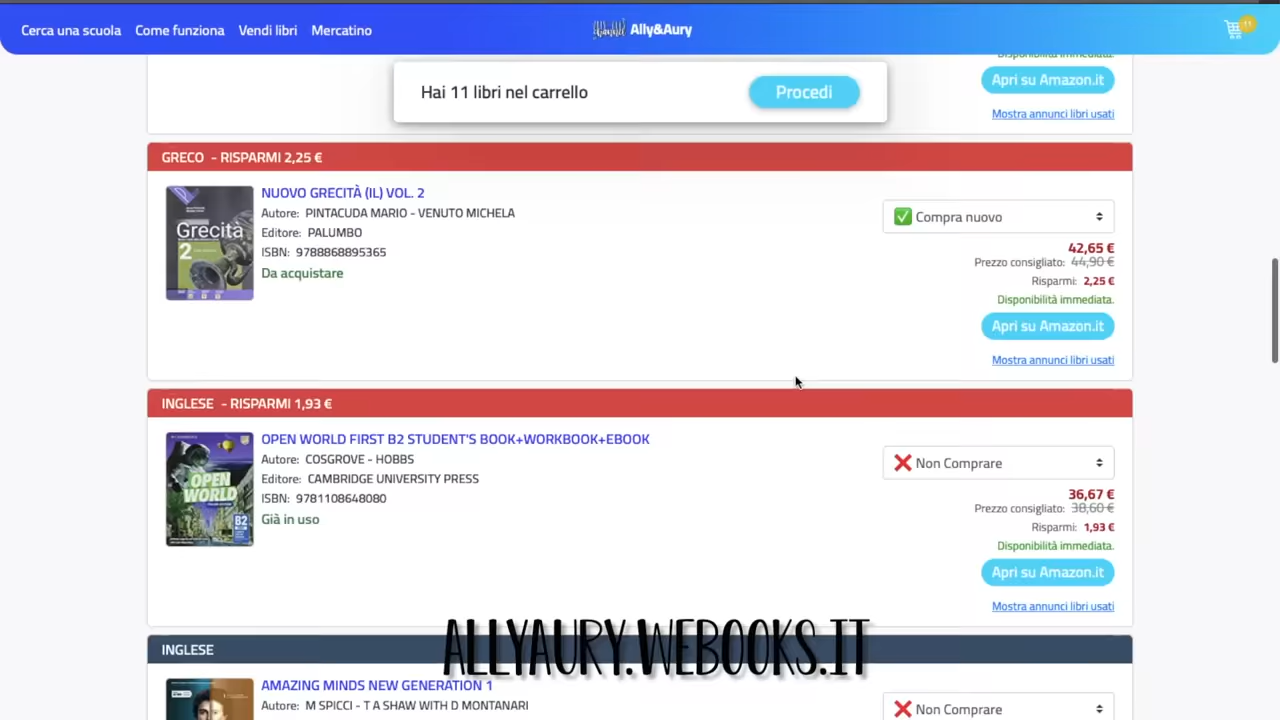 Cerca una scuola Come funziona Vendi libri Mercatino Ally&Aury 11
Disponibilità immediata.
Hai 11 libri nel carrello Procedi
Apri su Amazon.it
Mostra annunci libri usati
GRECO - RISPARMI 2,25 €
NUOVO GRECITÀ (IL) VOL. 2
Autore: PINTACUDA MARIO - VENUTO MICHELA
Editore: PALUMBO
ISBN: 9788868895365
Da acquistare
Grecità
2
✅ Compra nuovo
42,65 €
Prezzo consigliato: 44,90 €
Risparmi: 2,25 €
Disponibilità immediata.
Apri su Amazon.it
Mostra annunci libri usati
INGLESE - RISPARMI 1,93 €
OPEN WORLD FIRST B2 STUDENT'S BOOK+WORKBOOK+EBOOK
Autore: COSGROVE - HOBBS
Editore: CAMBRIDGE UNIVERSITY PRESS
ISBN: 9781108648080
Già in uso
OPEN
WORLD
B2
❌ Non Comprare
36,67 €
Prezzo consigliato: 38,60 €
Risparmi: 1,93 €
Disponibilità immediata.
Apri su Amazon.it
Mostra annunci libri usati
ALLYAURY.WEBOOKS.IT
INGLESE
AMAZING MINDS NEW GENERATION 1
Autore: M SPICCI - T A SHAW WITH D MONTANARI
❌ Non Comprare